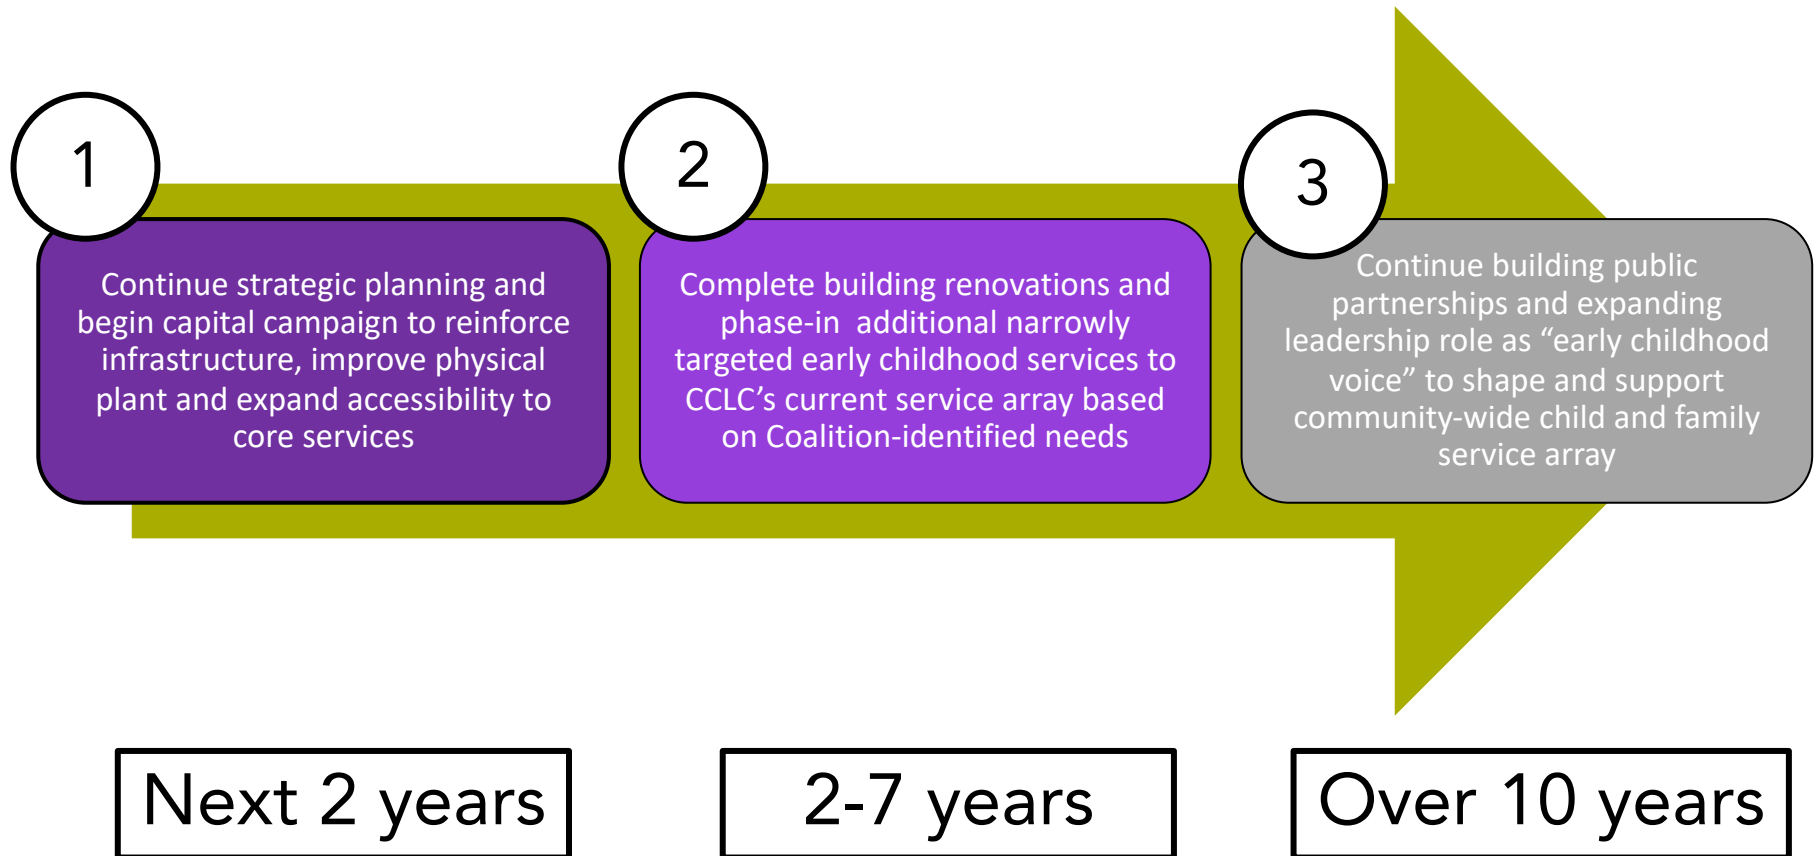 1
Continue strategic planning and
begin capital campaign to reinforce
infrastructure, improve physical
plant and expand accessibility to
core services
2
Complete building renovations and
phase-in  additional narrowly
targeted early childhood services to
CCLC’s current service array based
on Coalition-identified needs
3
Continue building public
partnerships and expanding
leadership role as “early childhood
voice” to shape and support
community-wide child and family
service array
Next 2 years
2-7 years
Over 10 years